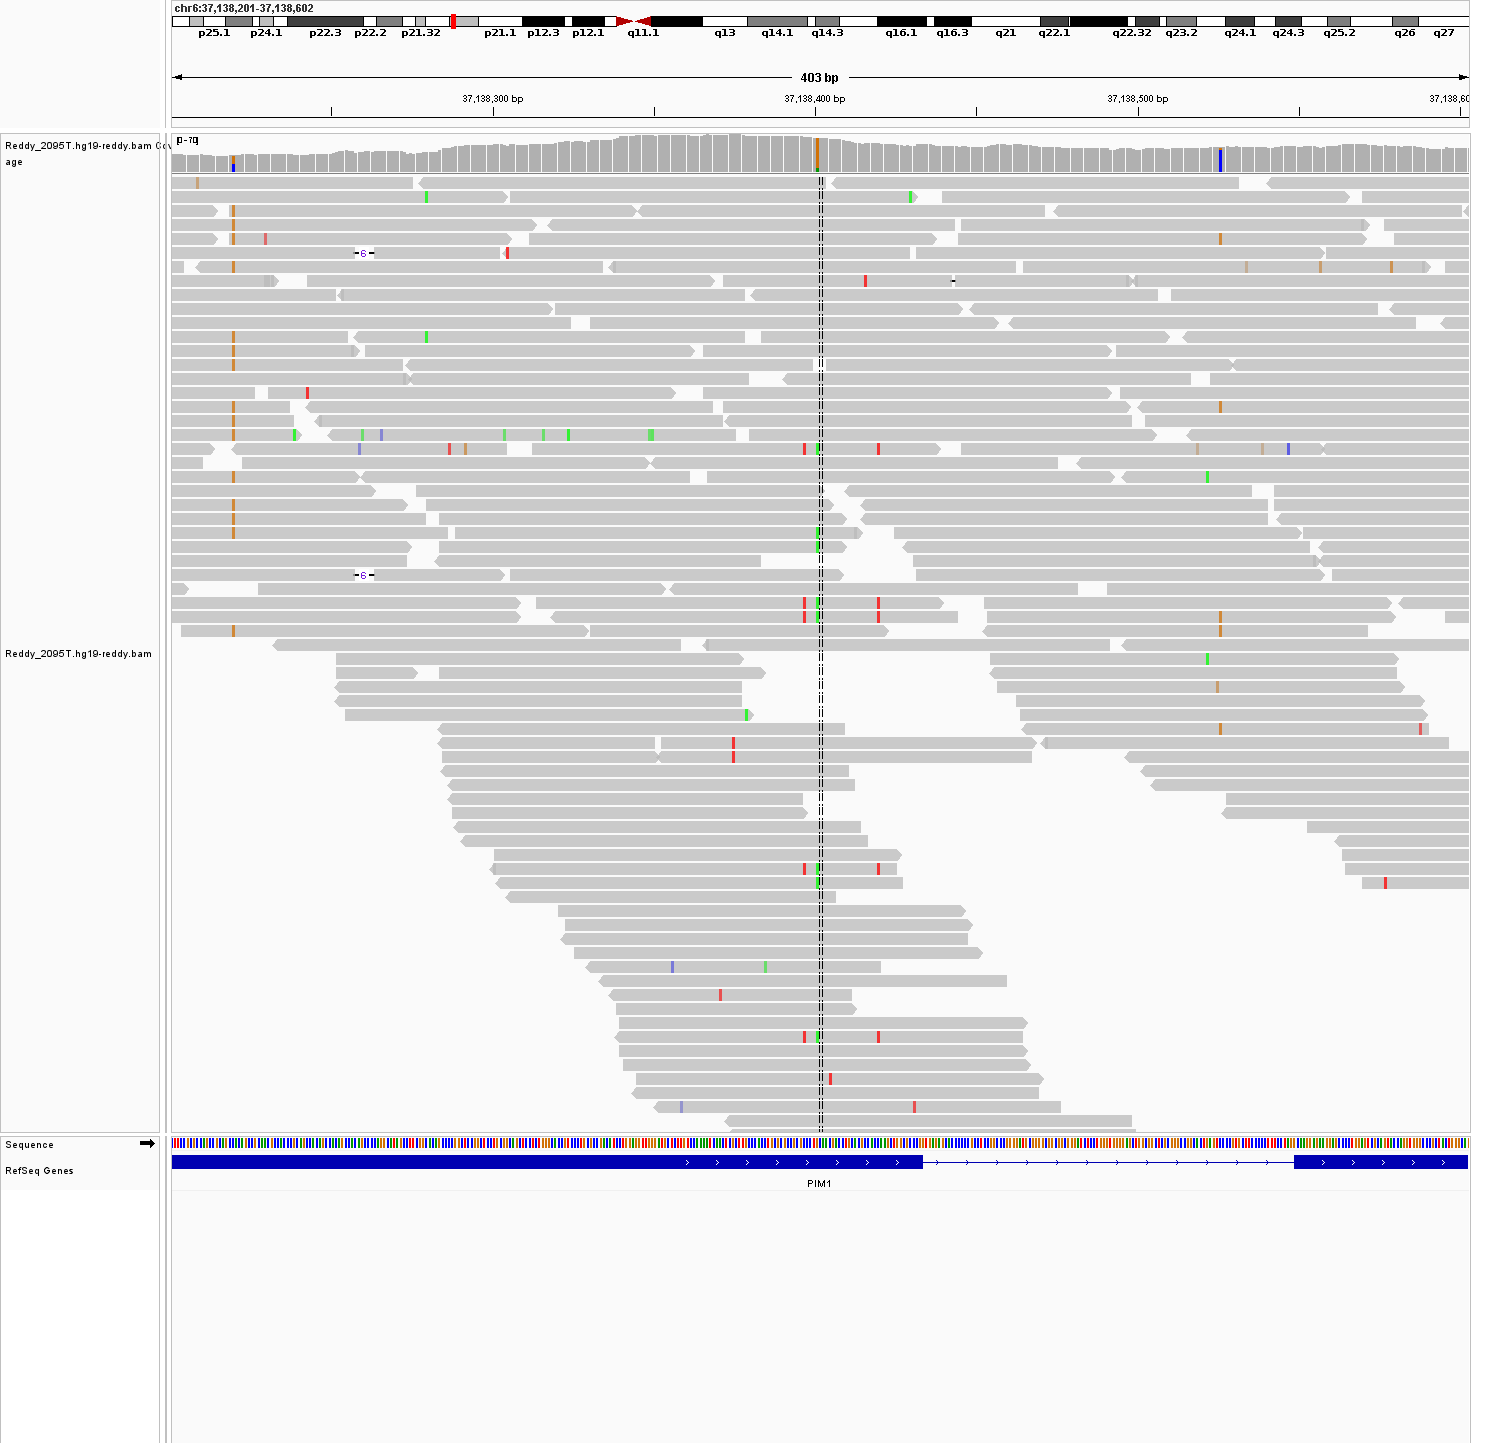 chr6:37,138,201-37,138,602
p25.1 p24.1 p22.3 p22.2 p21.32 p21.1 p12.3 p12.1 q11.1 q13 q14.1 q14.3 q16.1 q16.3 q21 q22.1 q22.32 q23.2 q24.1 q24.3 q25.2 q26 q27
403 bp
37,138,300 bp 37,138,400 bp 37,138,500 bp 37,138,60
Reddy_2095T.hg19-reddy.bam Cov
age
6
6
Reddy_2095T.hg19-reddy.bam
Sequence
RefSeq Genes
PIM1